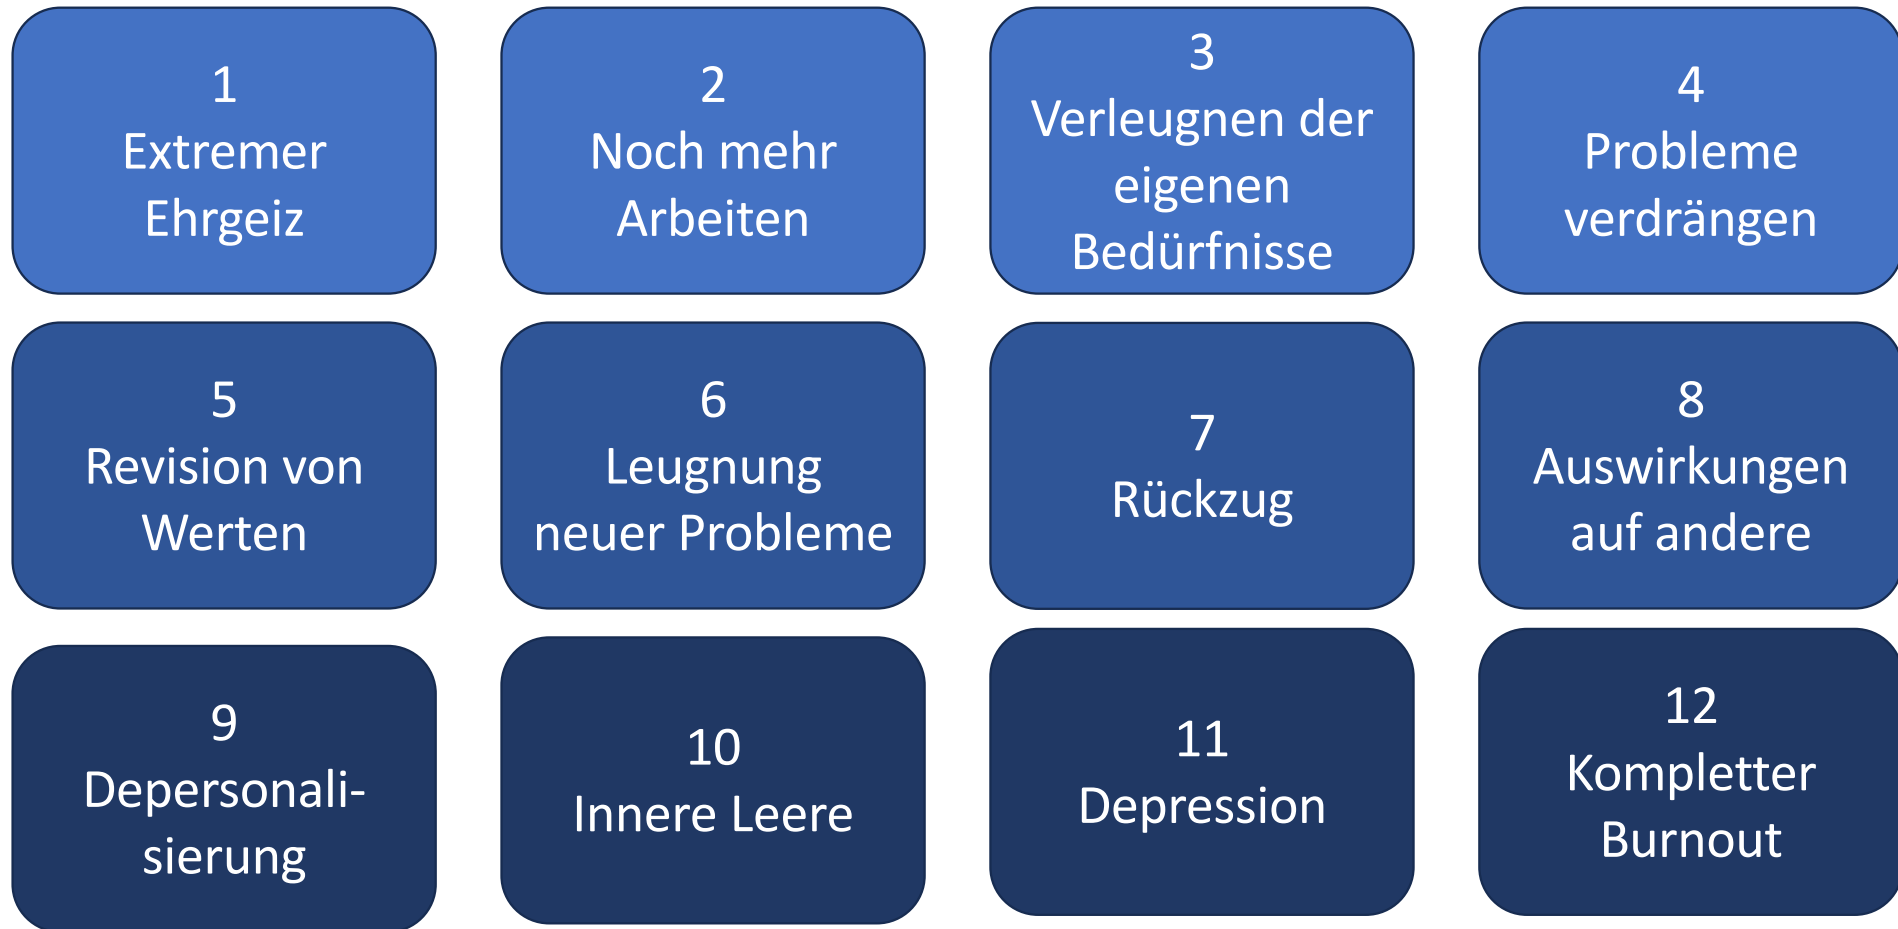 1
Extremer
Ehrgeiz
2
Noch mehr
Arbeiten
3
Verleugnen der
eigenen
Bedürfnisse
4
Probleme
verdrängen
5
Revision von
Werten
6
Leugnung
neuer Probleme
7
Rückzug
8
Auswirkungen
auf andere
9
Depersonali-
sierung
10
Innere Leere
11
Depression
12
Kompletter
Burnout